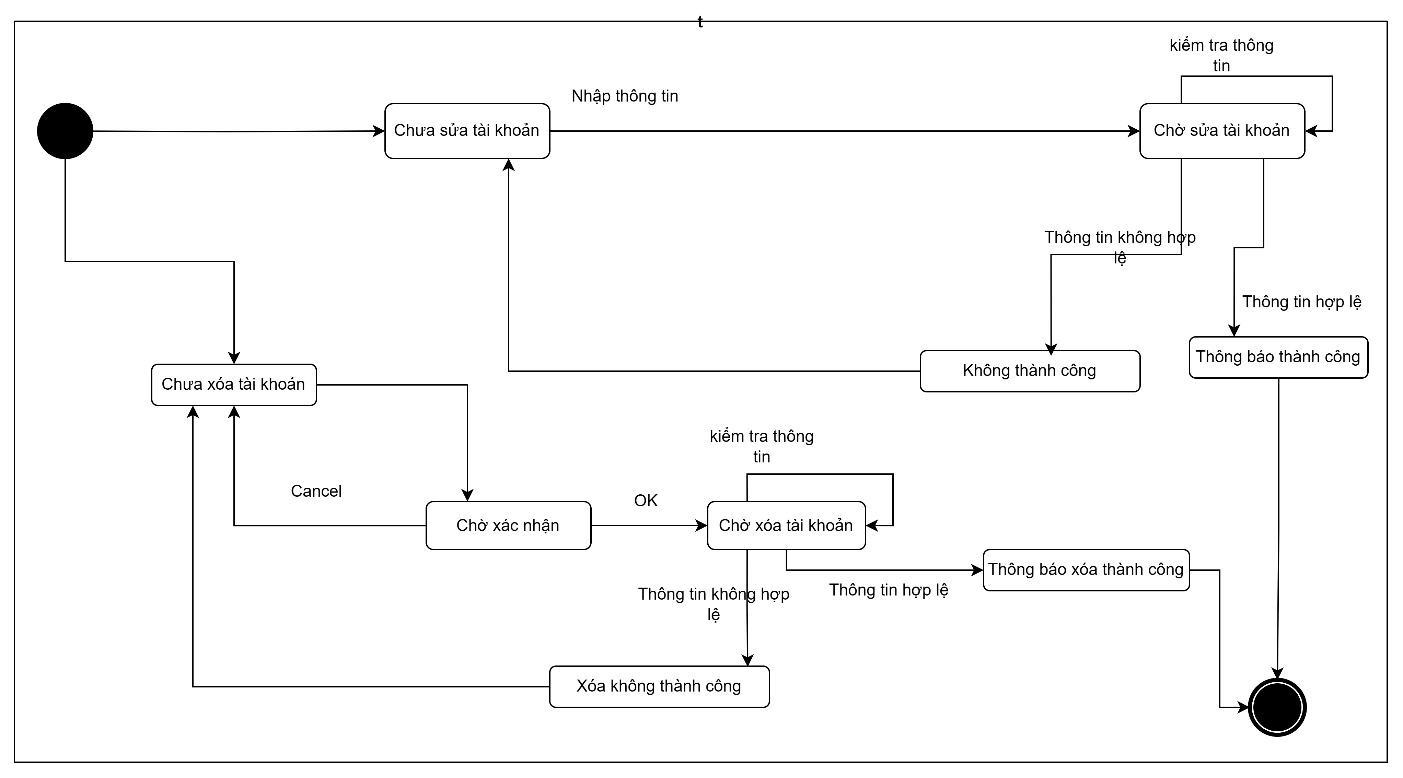 t
kiểm tra thông
tin
Nhập thông tin
Chưa sửa tài khoản
Chờ sửa tài khoản
Thông tin không hợp
lệ
Thông tin hợp lệ
Thông báo thành công
Không thành công
Chưa xóa tài khoản
kiểm tra thông
tin
Cancel
OK
Chờ xác nhận
Chờ xóa tài khoản
Thông báo xóa thành công
Thông tin không hợp
lệ
Thông tin hợp lệ
Xóa không thành công